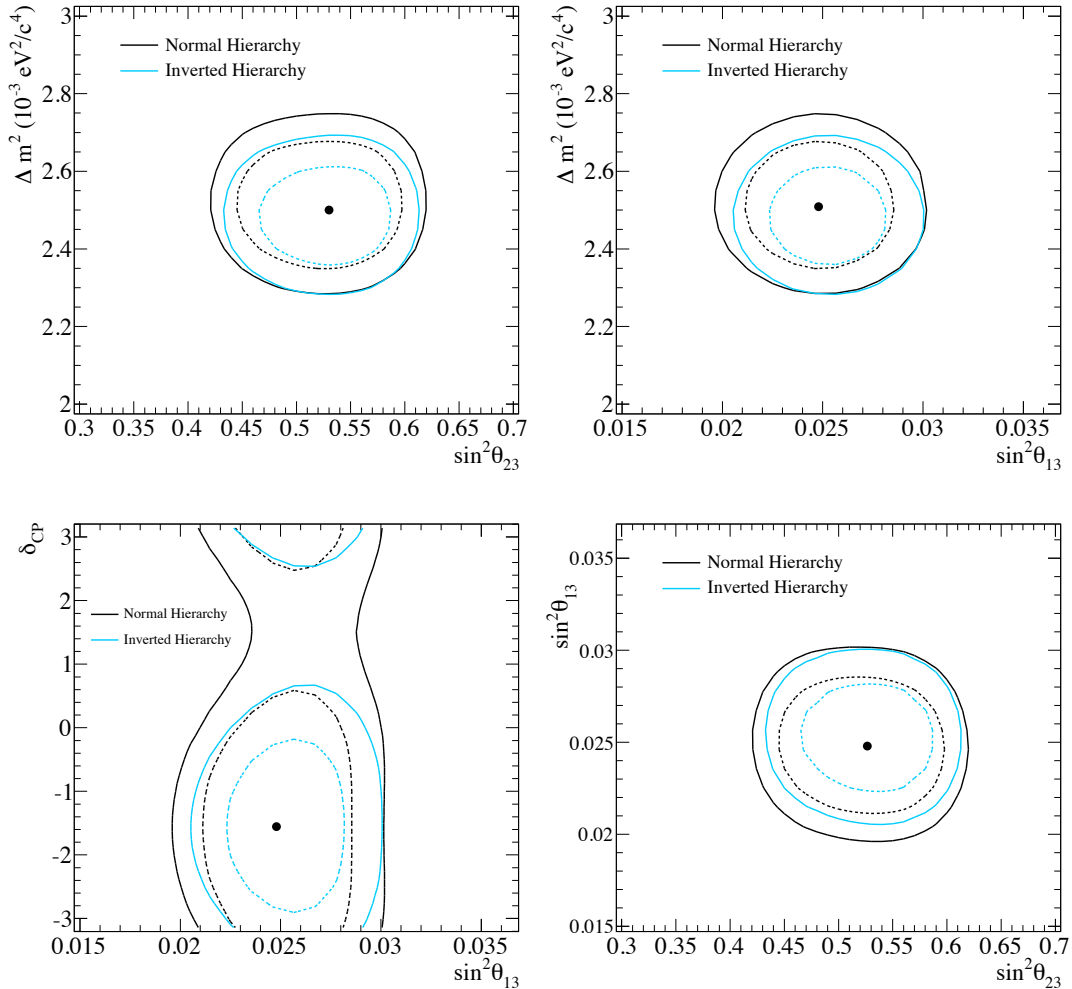 Δ m² (10⁻³ eV²/c⁴)
3
2.8
2.6
2.4
2.2
2
Normal Hierarchy
Inverted Hierarchy
0.3 0.35 0.4 0.45 0.5 0.55 0.6 0.65 0.7
sin²θ₂₃
Δ m² (10⁻³ eV²/c⁴)
3
2.8
2.6
2.4
2.2
2
Normal Hierarchy
Inverted Hierarchy
0.015 0.02 0.025 0.03 0.035
sin²θ₁₃
δCP
3
2
1
0
-1
-2
-3
Normal Hierarchy
Inverted Hierarchy
0.015 0.02 0.025 0.03 0.035
sin²θ₁₃
sin²θ₁₃
0.035
0.03
0.025
0.02
0.015
Normal Hierarchy
Inverted Hierarchy
0.3 0.35 0.4 0.45 0.5 0.55 0.6 0.65 0.7
sin²θ₂₃